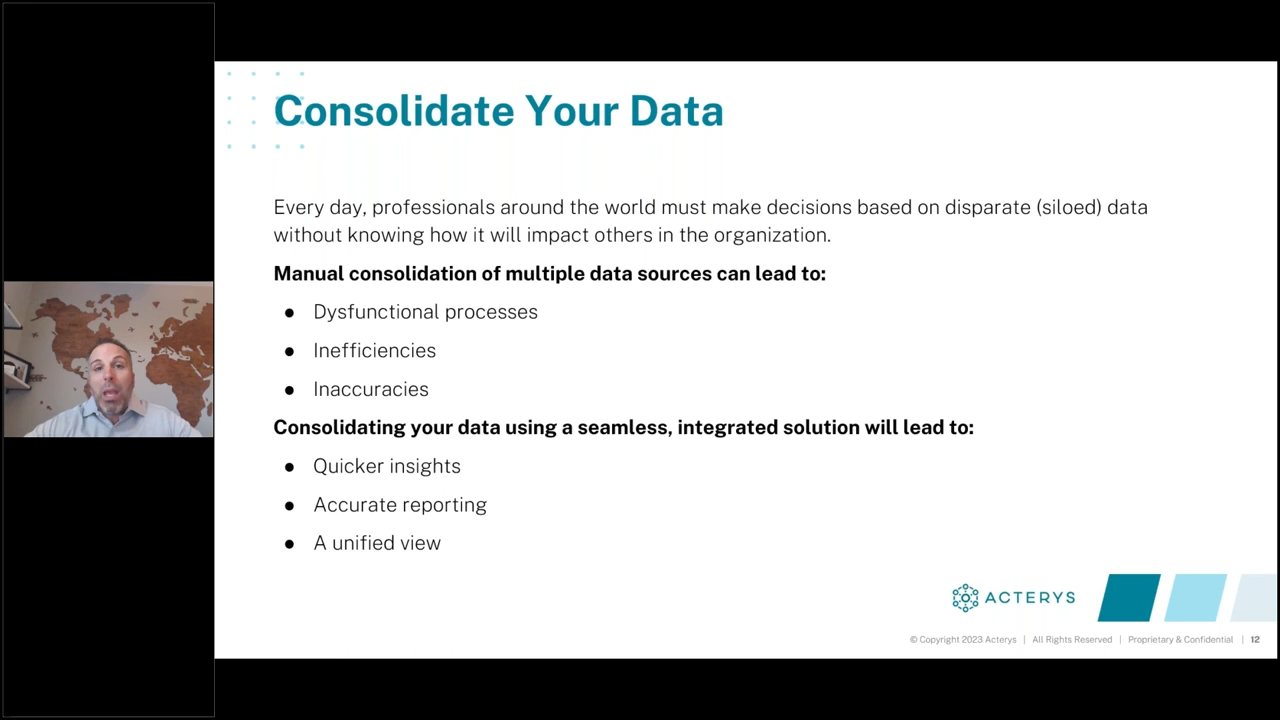 Consolidate Your Data
Every day, professionals around the world must make decisions based on disparate (siloed) data
without knowing how it will impact others in the organization.
Manual consolidation of multiple data sources can lead to:
● Dysfunctional processes
● Inefficiencies
● Inaccuracies
Consolidating your data using a seamless, integrated solution will lead to:
● Quicker insights
● Accurate reporting
● A unified view
ACTERYS
© Copyright 2023 Acterys | All Rights Reserved | Proprietary & Confidential | 12